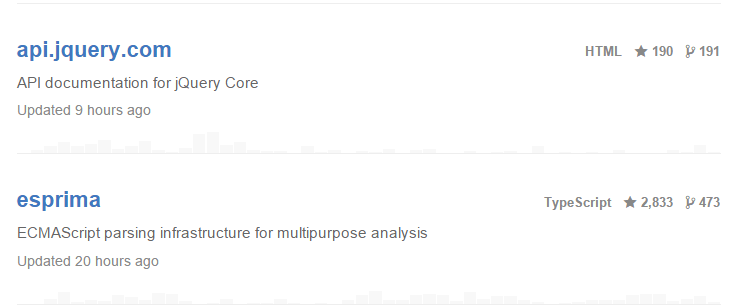 api.jquery.com
HTML 190 191
API documentation for jQuery Core
Updated 9 hours ago
esprima
TypeScript 2,833 473
ECMAScript parsing infrastructure for multipurpose analysis
Updated 20 hours ago